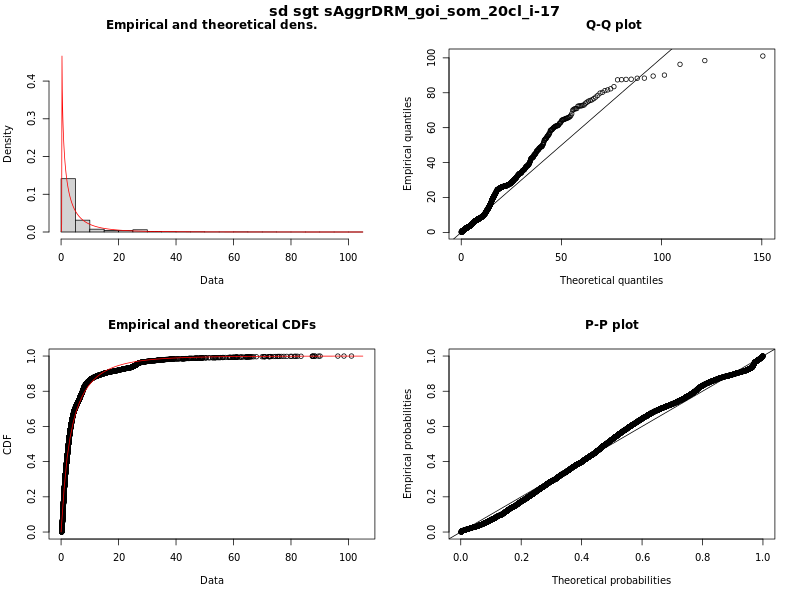 sd sgt sAggrDRM_goi_som_20cl_i-17
Empirical and theoretical dens.
Density
0.0 0.1 0.2 0.3 0.4
0 20 40 60 80 100
Data
Q-Q plot
Empirical quantiles
0 20 40 60 80 100
0 50 100 150
Theoretical quantiles
Empirical and theoretical CDFs
CDF
0.0 0.2 0.4 0.6 0.8 1.0
0 20 40 60 80 100
Data
P-P plot
Empirical probabilities
0.0 0.2 0.4 0.6 0.8 1.0
0.0 0.2 0.4 0.6 0.8 1.0
Theoretical probabilities